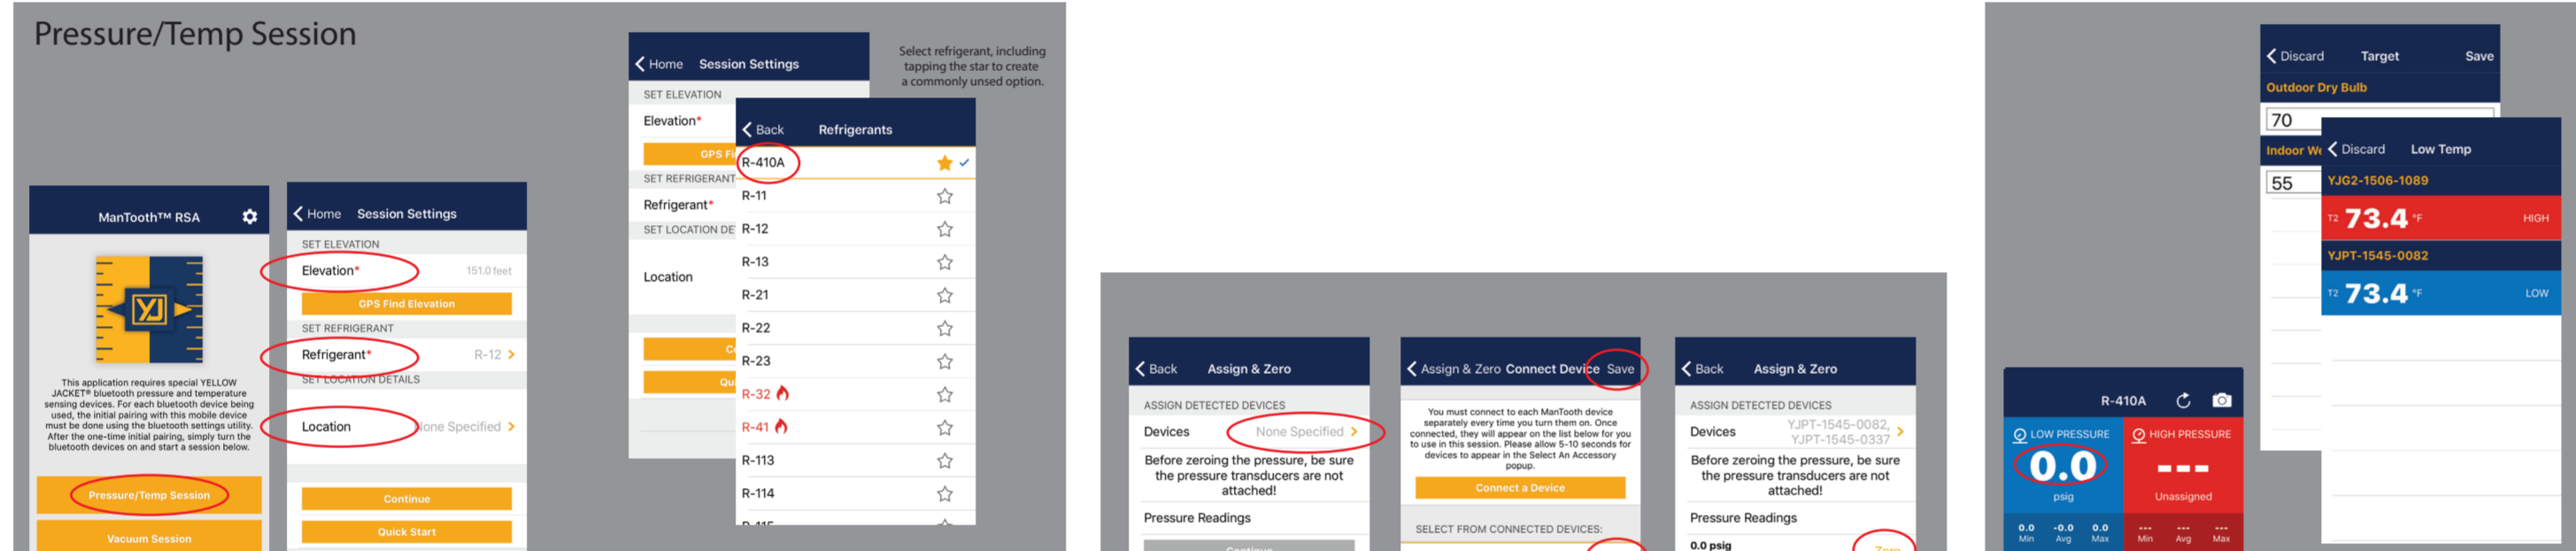 Pressure/Temp Session
ManTooth™ RSA
YJ
This application requires special YELLOW
JACKET® bluetooth pressure and temperature
sensing devices. For each bluetooth device being
used, the initial pairing with this mobile device
must be done using the bluetooth settings utility.
After the one-time initial pairing, simply turn the
bluetooth devices on and start a session below.
Pressure/Temp Session
Vacuum Session
Home Session Settings
SET ELEVATION
Elevation* 151.0 feet
GPS Find Elevation
SET REFRIGERANT
Refrigerant* R-12
SET LOCATION DETAILS
Location None Specified
Continue
Quick Start
Home Session Settings
SET ELEVATION
Elevation*
GPS Fi
SET REFRIGERANT
Refrigerant*
SET LOCATION DE
Location
Qu
Select refrigerant, including
tapping the star to create
a commonly unsed option.
Back Refrigerants
R-410A
R-11
R-12
R-13
R-21
R-22
R-23
R-32
R-41
R-113
R-114
Back Assign & Zero
ASSIGN DETECTED DEVICES
Devices None Specified
Before zeroing the pressure, be sure
the pressure transducers are not
attached!
Pressure Readings
Assign & Zero Connect Device Save
You must connect to each ManTooth device
separately every time you turn them on. Once
connected, they will appear on the list below for you
to use in this session. Please allow 5-10 seconds for
devices to appear in the Select An Accessory
popup.
Connect a Device
SELECT FROM CONNECTED DEVICES:
Back Assign & Zero
ASSIGN DETECTED DEVICES
Devices YJPT-1545-0082,
YJPT-1545-0337
Before zeroing the pressure, be sure
the pressure transducers are not
attached!
Pressure Readings
0.0 psig Zero
R-410A
LOW PRESSURE HIGH PRESSURE
0.0 ---
psig Unassigned
0.0 -0.0 0.0 --- --- ---
Min Avg Max Min Avg Max
Discard Target Save
Outdoor Dry Bulb
70
Indoor We
55
Discard Low Temp
YJG2-1506-1089
T2 73.4 °F HIGH
YJPT-1545-0082
T2 73.4 °F LOW